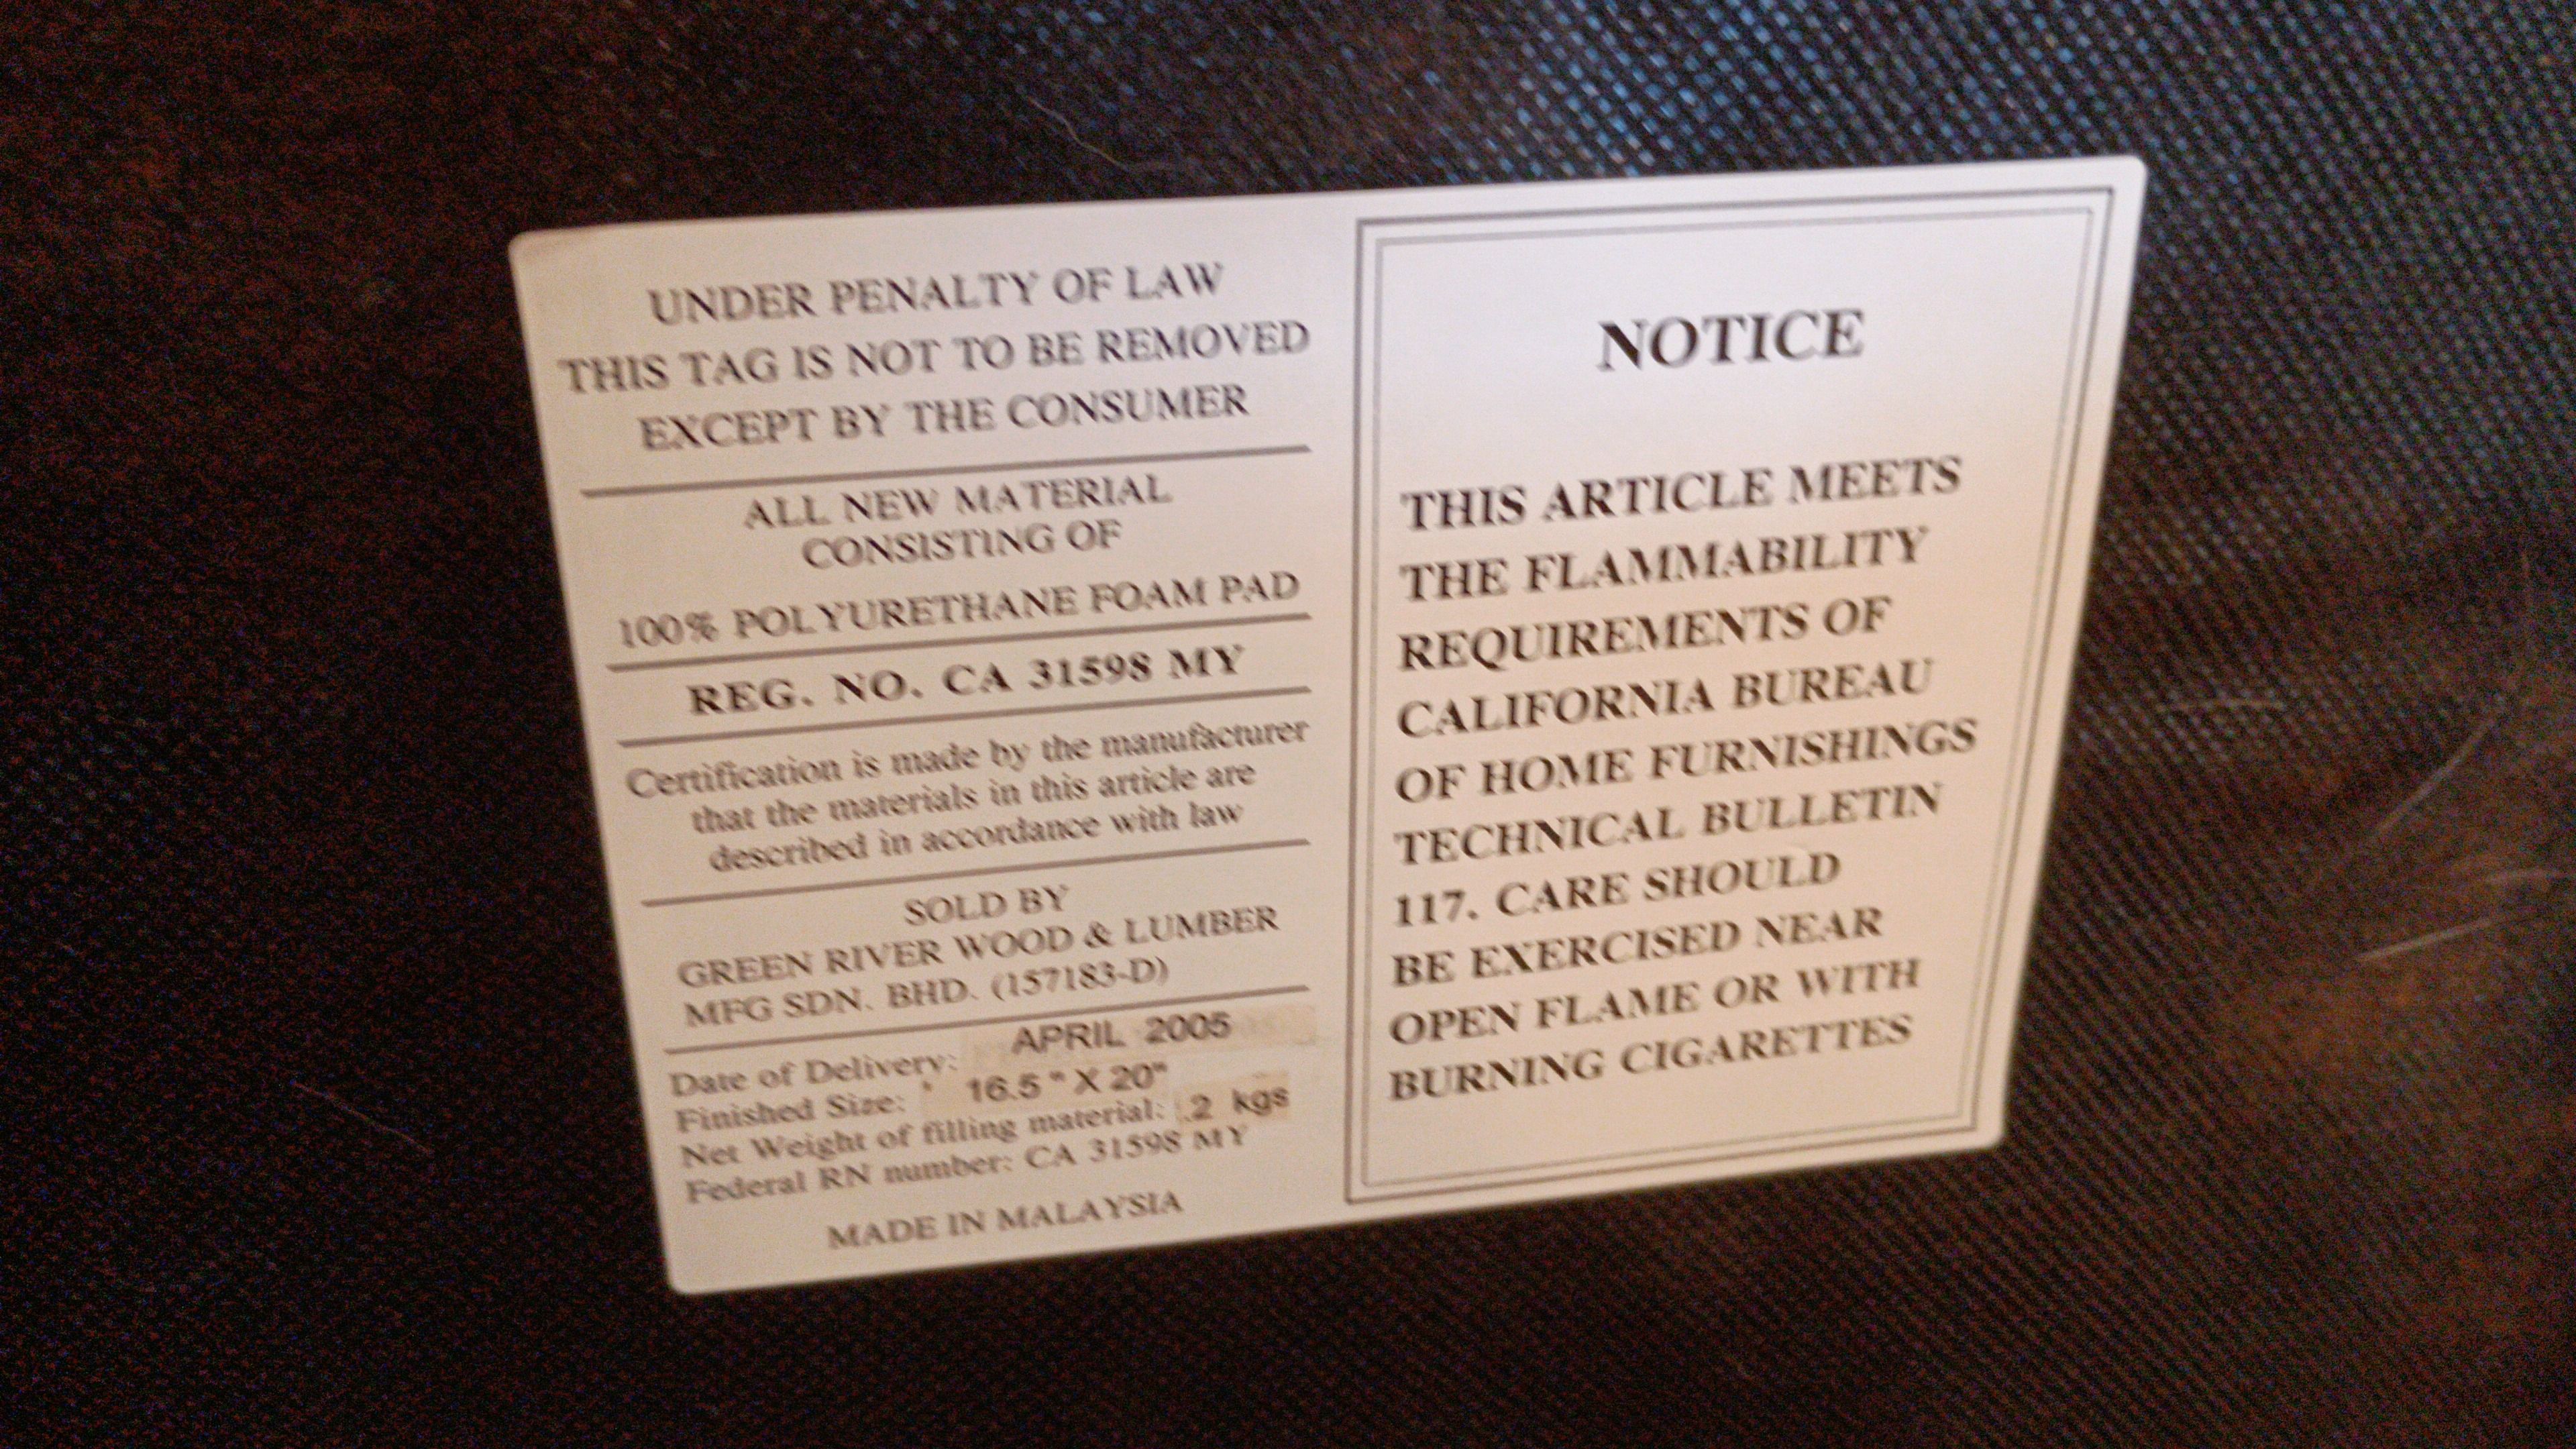 UNDER PENALTY OF LAW
THIS TAG IS NOT TO BE REMOVED
EXCEPT BY THE CONSUMER
ALL NEW MATERIAL
CONSISTING OF
100% POLYURETHANE FOAM PAD
REG. NO. CA 31598 MY
Certification is made by the manufacturer
that the materials in this article are
described in accordance with law
SOLD BY
GREEN RIVER WOOD & LUMBER
MFG SDN. BHD. (157183-D)
Date of Delivery: APRIL 2005
Finished Size: 16.5 " X 20"
Net Weight of filling material: .2 kgs
Federal RN number: CA 31598 MY
MADE IN MALAYSIA
NOTICE
THIS ARTICLE MEETS
THE FLAMMABILITY
REQUIREMENTS OF
CALIFORNIA BUREAU
OF HOME FURNISHINGS
TECHNICAL BULLETIN
117. CARE SHOULD
BE EXERCISED NEAR
OPEN FLAME OR WITH
BURNING CIGARETTES